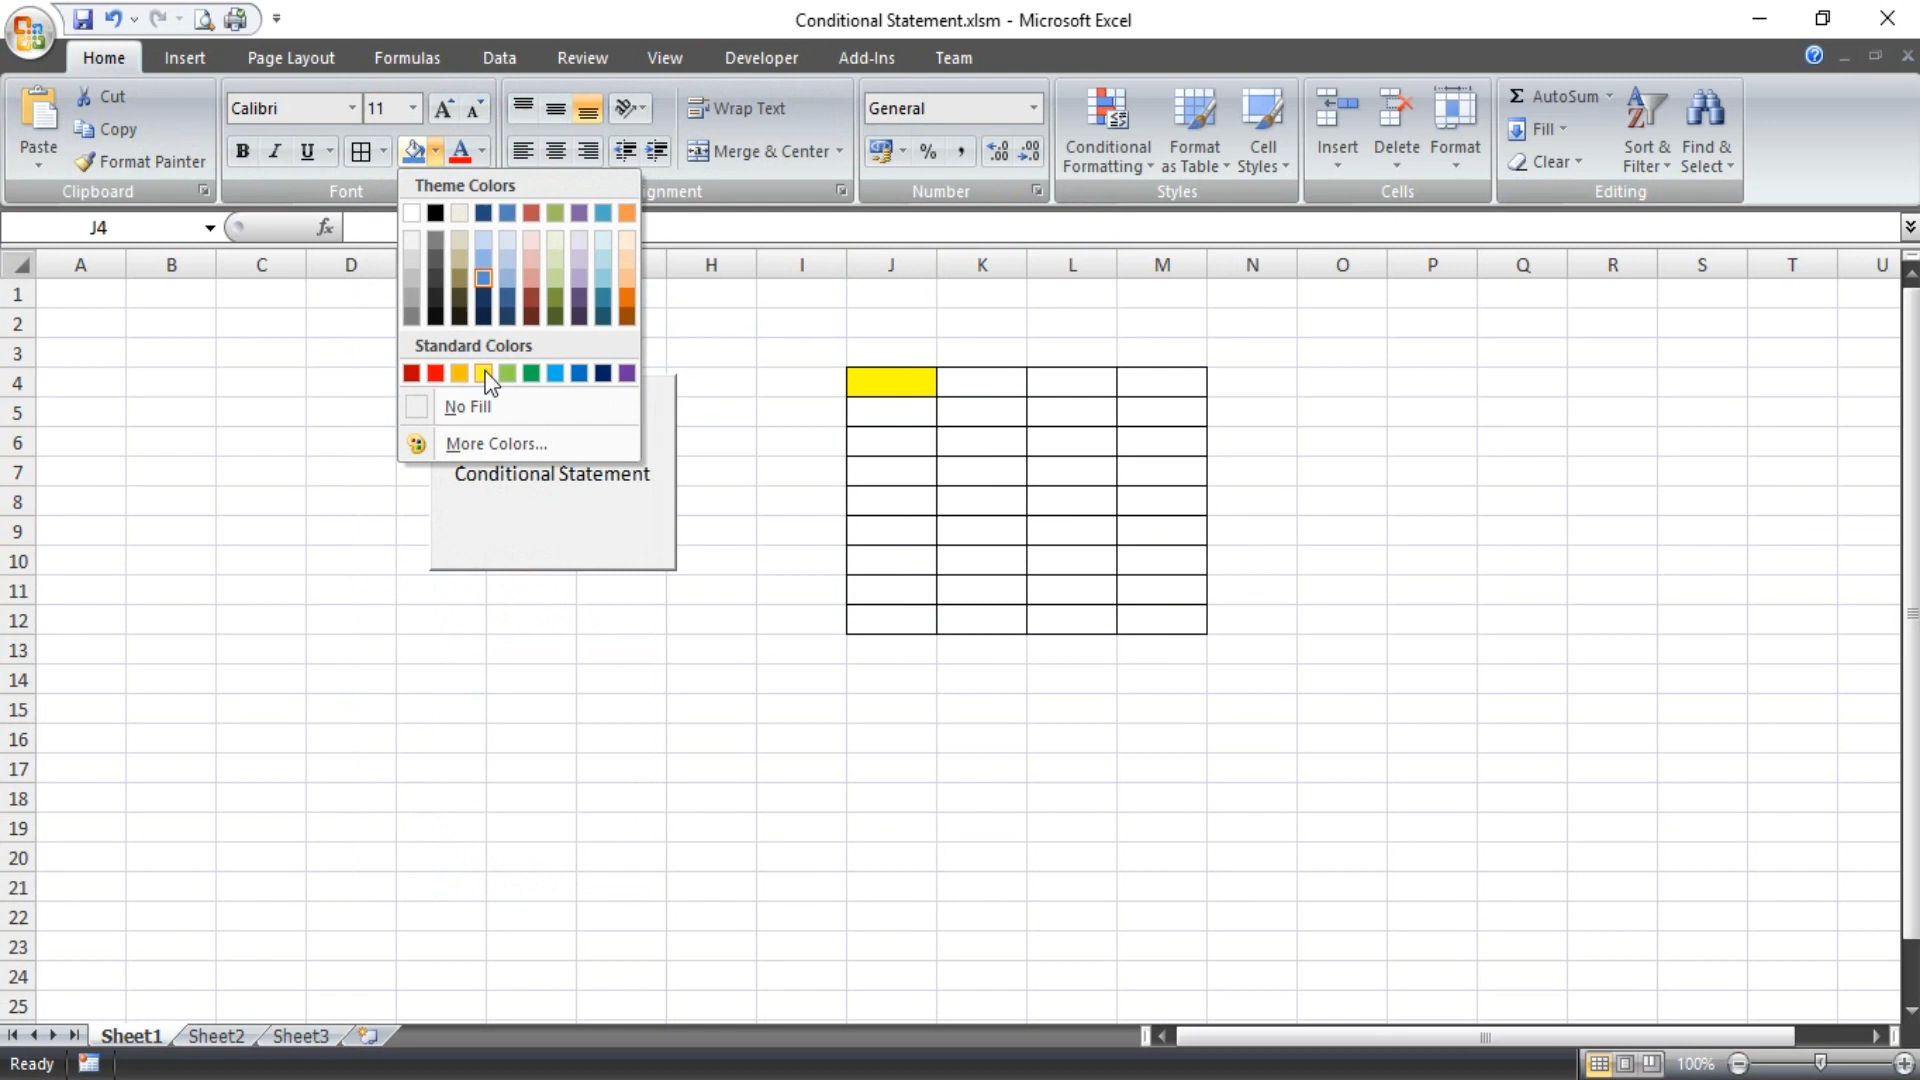 Conditional Statement.xlsm - Microsoft Excel
Home Insert Page Layout Formulas Data Review View Developer Add-Ins Team
Cut
Copy
Format Painter
Paste
Clipboard
Calibri 11
B I U A
Font
Wrap Text
Merge & Center
ignment
General
% ,
Number
Conditional Formatting
Format as Table
Cell Styles
Styles
Insert Delete Format
Cells
Σ AutoSum
Fill
Clear
Sort & Filter
Find & Select
Editing
J4 fx
Theme Colors
Standard Colors
No Fill
More Colors...
A B C D H I J K L M N O P Q R S T U
1
2
3
4
5
6
7
8
9
10
11
12
13
14
15
16
17
18
19
20
21
22
23
24
25
Conditional Statement
Sheet1 Sheet2 Sheet3
Ready 100%